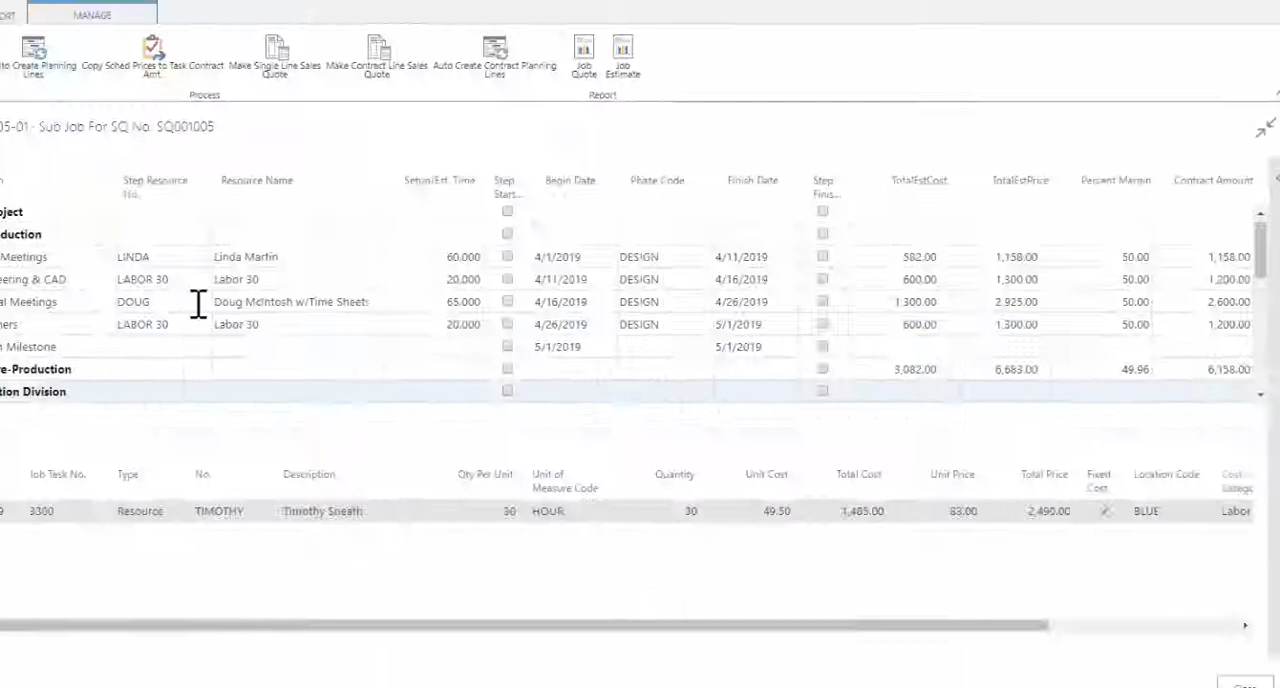 ORT MANAGE
to Create Planning Lines Copy Sched Prices to Task Contract Amt. Make Single Line Sales Quote Make Contract Line Sales Quote Auto Create Contract Planning Lines Job Quote Job Estimate
Process Report
05-01 - Sub Job For SQ No. SQ001005
n Step Resource No. Resource Name Setup/Est. Time Step Start... Begin Date Phase Code Finish Date Step Finis... TotalEstCost TotalEstPrice Percent Margin Contract Amount
oject
duction
Meetings LINDA Linda Martin 60.000 4/1/2019 DESIGN 4/11/2019 582.00 1,158.00 50.00 1,158.00
eering & CAD LABOR 30 Labor 30 20.000 4/11/2019 DESIGN 4/16/2019 600.00 1,300.00 50.00 1,200.00
al Meetings DOUG Doug McIntosh w/Time Sheets 65.000 4/16/2019 DESIGN 4/26/2019 1,300.00 2,925.00 50.00 2,600.00
ners LABOR 30 Labor 30 20.000 4/26/2019 DESIGN 5/1/2019 600.00 1,300.00 50.00 1,200.00
n Milestone 5/1/2019 5/1/2019
re-Production 3,082.00 6,683.00 49.96 6,158.00
tion Division
Job Task No. Type No. Description Qty Per Unit Unit of Measure Code Quantity Unit Cost Total Cost Unit Price Total Price Fixed Cost Location Code Cost Categ
9 3300 Resource TIMOTHY Timothy Sneath 30 HOUR 30 49.50 1,485.00 83.00 2,490.00 BLUE Labor